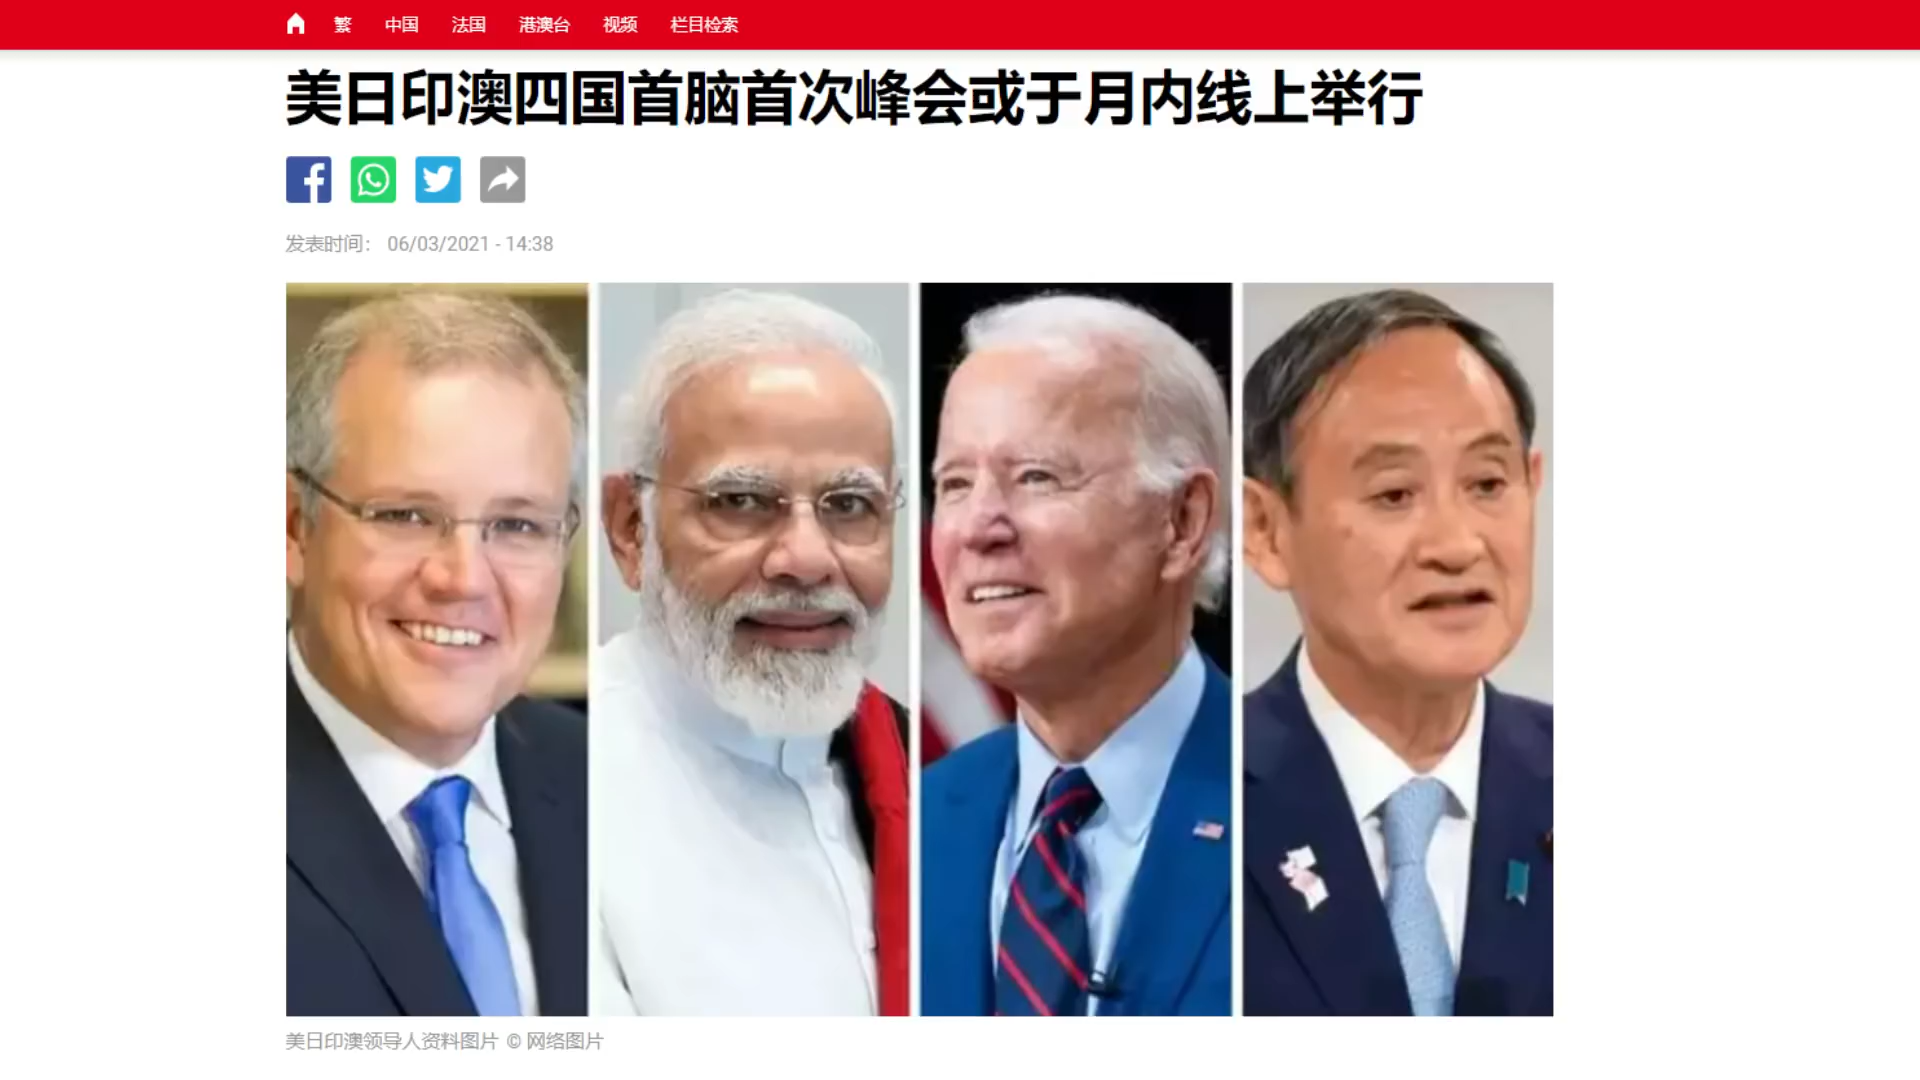 繁 中国 法国 港澳台 视频 栏目检索
美日印澳四国首脑首次峰会或于月内线上举行
发表时间： 06/03/2021 - 14:38
美日印澳领导人资料图片 © 网络图片